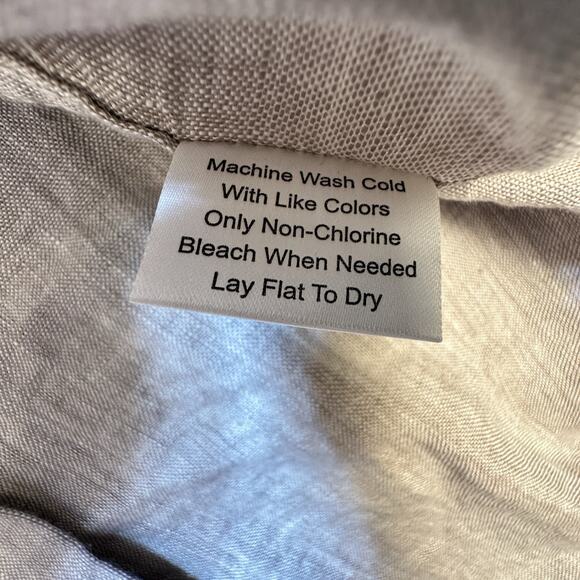 Machine Wash Cold
With Like Colors
Only Non-Chlorine
Bleach When Needed
Lay Flat To Dry